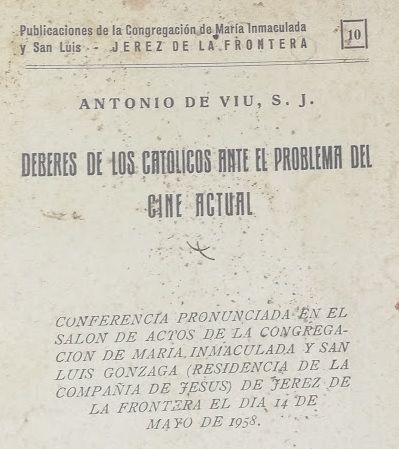 Publicaciones de la Congregación de María Inmaculada
y San Luis -- JEREZ DE LA FRONTERA
10
ANTONIO DE VIU, S. J.
DEBERES DE LOS CATOLICOS ANTE EL PROBLEMA DEL
CINE ACTUAL
CONFERENCIA PRONUNCIADA EN EL
SALON DE ACTOS DE LA CONGREGA-
CION DE MARIA INMACULADA Y SAN
LUIS GONZAGA (RESIDENCIA DE LA
COMPAÑIA DE JESUS) DE JEREZ DE
LA FRONTERA EL DIA 14 DE
MAYO DE 1958.